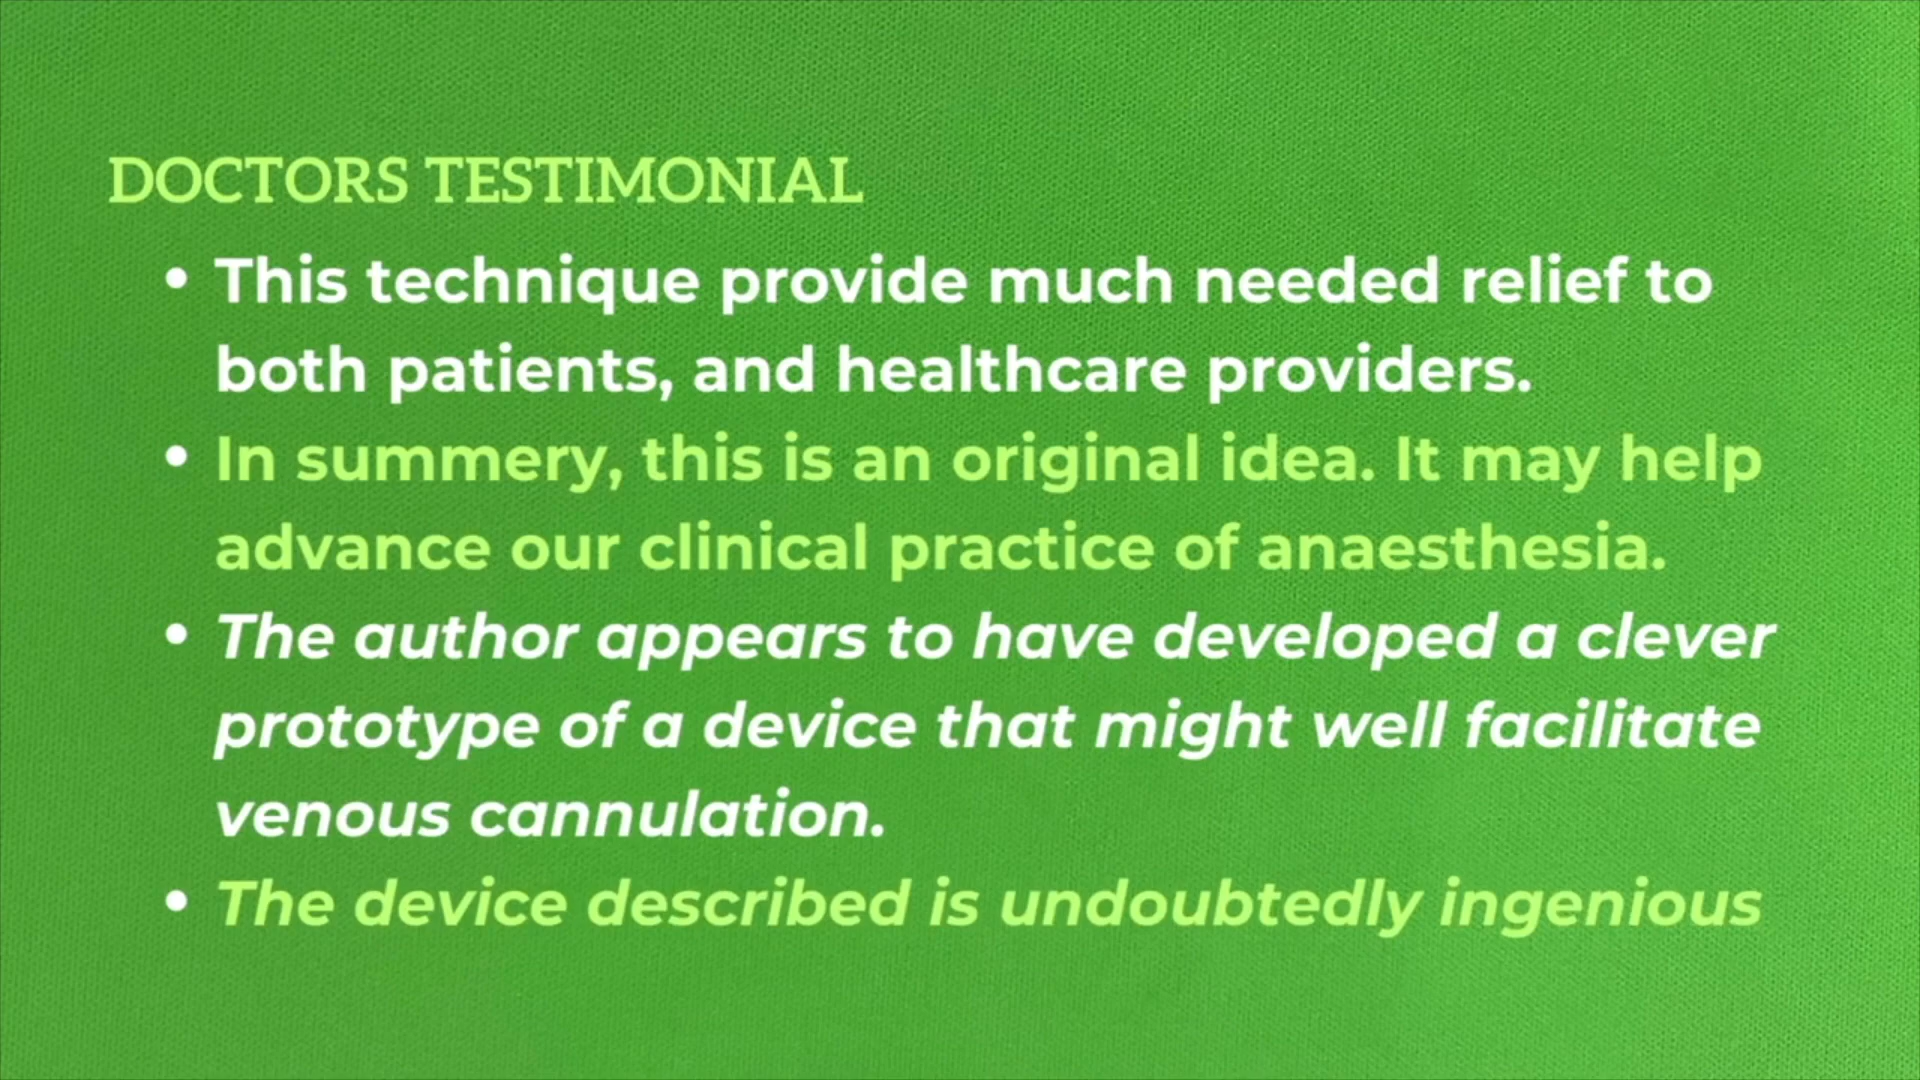 DOCTORS TESTIMONIAL
• This technique provide much needed relief to
both patients, and healthcare providers.
• In summery, this is an original idea. It may help
advance our clinical practice of anaesthesia.
• The author appears to have developed a clever
prototype of a device that might well facilitate
venous cannulation.
• The device described is undoubtedly ingenious